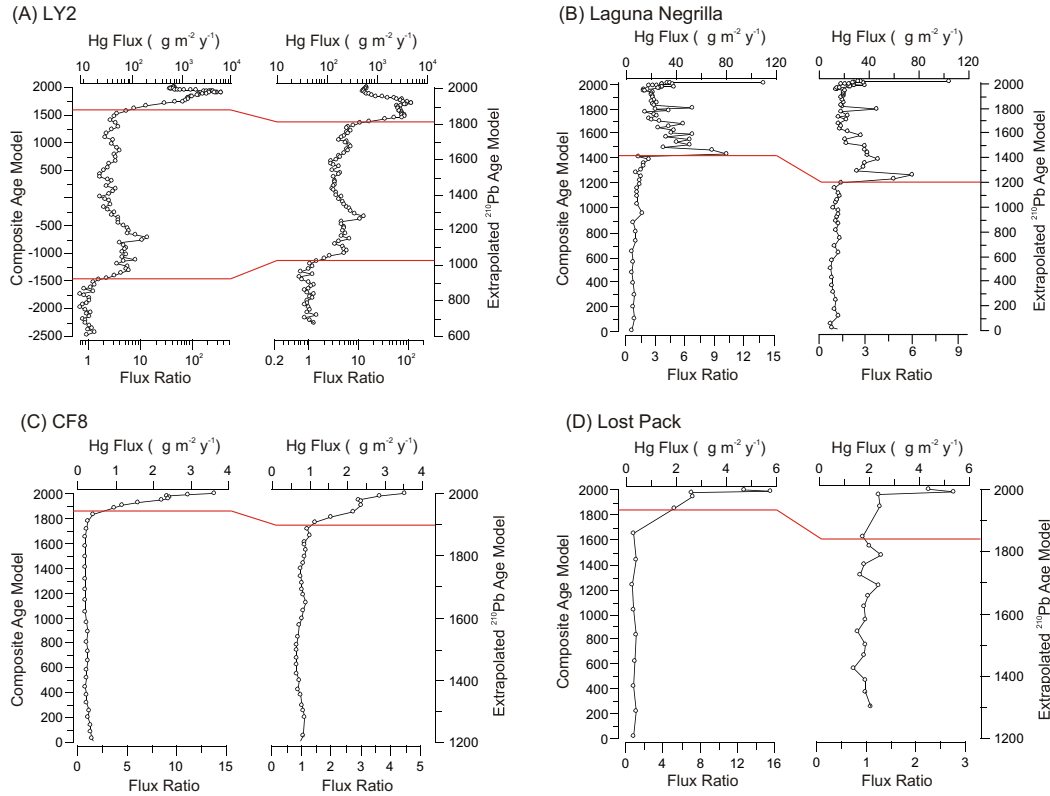 (A) LY2
Hg Flux ( g m⁻² y⁻¹)
Hg Flux ( g m⁻² y⁻¹)
10 10² 10³ 10⁴
10 10² 10³ 10⁴
2000
1500
1000
500
-500
-1000
-1500
-2000
-2500
Composite Age Model
2000
1800
1600
1400
1200
1000
800
600
Extrapolated ²¹⁰Pb Age Model
1 10 10²
0.2 1 10 10²
Flux Ratio
Flux Ratio
(B) Laguna Negrilla
Hg Flux ( g m⁻² y⁻¹)
Hg Flux ( g m⁻² y⁻¹)
0 20 40 60 80 100 120
0 20 40 60 80 100 120
2000
1800
1600
1400
1200
1000
800
600
400
200
0
Composite Age Model
2000
1800
1600
1400
1200
1000
800
600
400
200
0
Extrapolated ²¹⁰Pb Age Model
0 3 6 9 12 15
0 3 6 9
Flux Ratio
Flux Ratio
(C) CF8
Hg Flux ( g m⁻² y⁻¹)
Hg Flux ( g m⁻² y⁻¹)
0 1 2 3 4
0 1 2 3 4
2000
1800
1600
1400
1200
1000
800
600
400
200
0
Composite Age Model
2000
1800
1600
1400
1200
Extrapolated ²¹⁰Pb Age Model
0 5 10 15
0 1 2 3 4 5
Flux Ratio
Flux Ratio
(D) Lost Pack
Hg Flux ( g m⁻² y⁻¹)
Hg Flux ( g m⁻² y⁻¹)
0 2 4 6
0 2 4 6
2000
1800
1600
1400
1200
1000
800
600
400
200
0
Composite Age Model
2000
1800
1600
1400
1200
Extrapolated ²¹⁰Pb Age Model
0 4 8 12 16
0 1 2 3
Flux Ratio
Flux Ratio